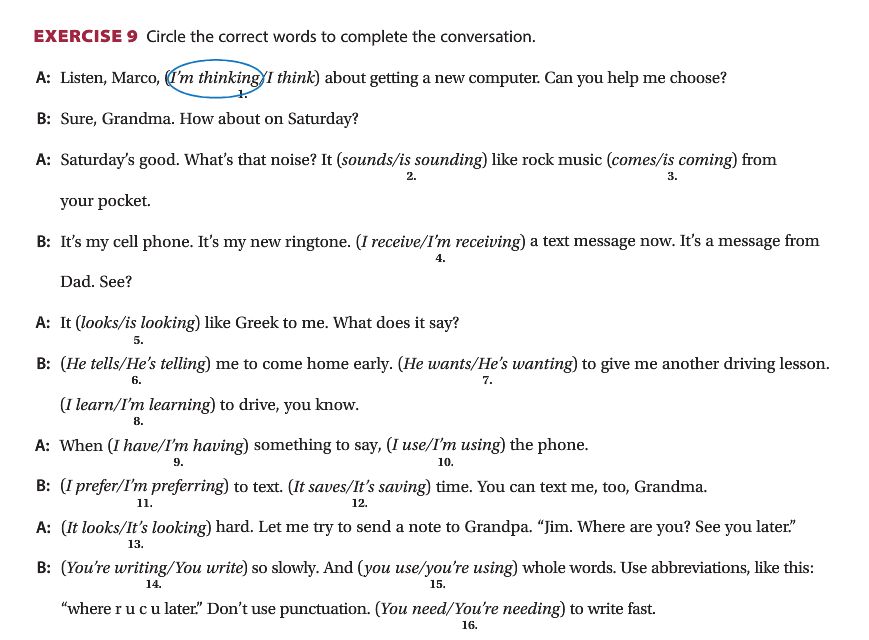 EXERCISE 9 Circle the correct words to complete the conversation.
A: Listen, Marco, (I'm thinking/I think) about getting a new computer. Can you help me choose?
1.
B: Sure, Grandma. How about on Saturday?
A: Saturday's good. What's that noise? It (sounds/is sounding) like rock music (comes/is coming) from
2. 3.
your pocket.
B: It's my cell phone. It's my new ringtone. (I receive/I'm receiving) a text message now. It's a message from
4.
Dad. See?
A: It (looks/is looking) like Greek to me. What does it say?
5.
B: (He tells/He's telling) me to come home early. (He wants/He's wanting) to give me another driving lesson.
6. 7.
(I learn/I'm learning) to drive, you know.
8.
A: When (I have/I'm having) something to say, (I use/I'm using) the phone.
9. 10.
B: (I prefer/I'm preferring) to text. (It saves/It's saving) time. You can text me, too, Grandma.
11. 12.
A: (It looks/It's looking) hard. Let me try to send a note to Grandpa. “Jim. Where are you? See you later.”
13.
B: (You're writing/You write) so slowly. And (you use/you're using) whole words. Use abbreviations, like this:
14. 15.
“where r u c u later.” Don't use punctuation. (You need/You're needing) to write fast.
16.